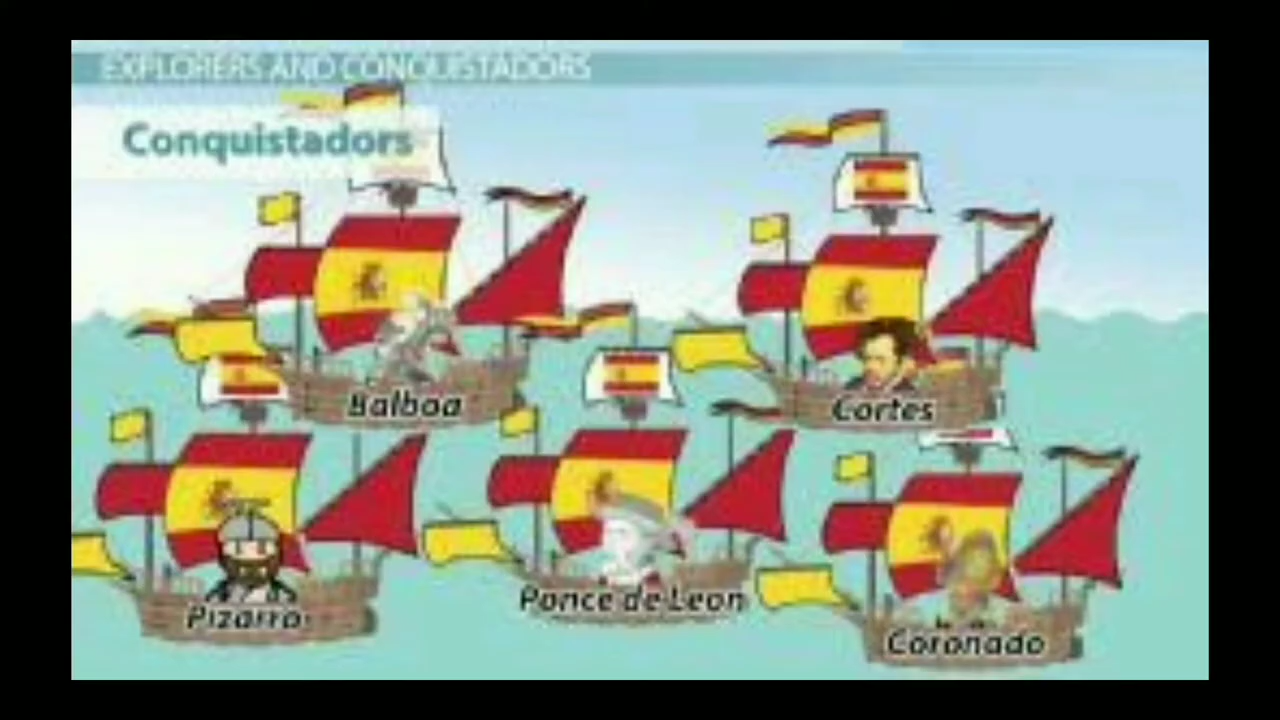 EXPLORERS AND CONQUISTADORS
Conquistadors
Balboa
Cortes
Pizarro
Ponce de Leon
Coronado